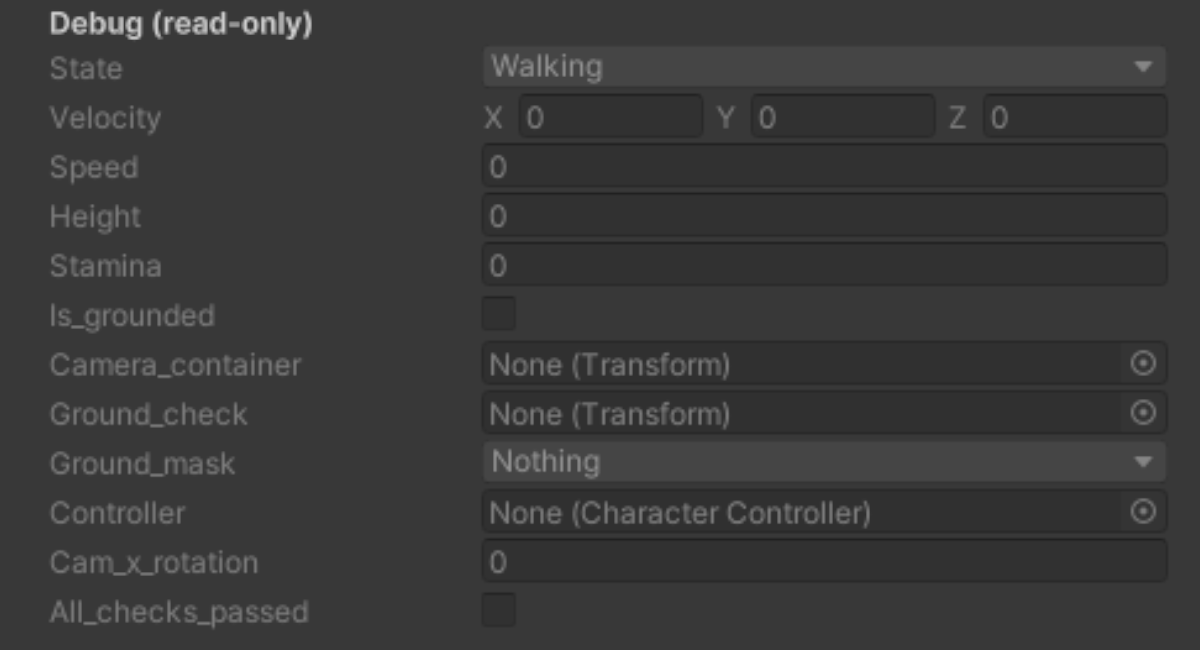 Debug (read-only)
State Walking
Velocity X 0 Y 0 Z 0
Speed 0
Height 0
Stamina 0
Is_grounded
Camera_container None (Transform)
Ground_check None (Transform)
Ground_mask Nothing
Controller None (Character Controller)
Cam_x_rotation 0
All_checks_passed